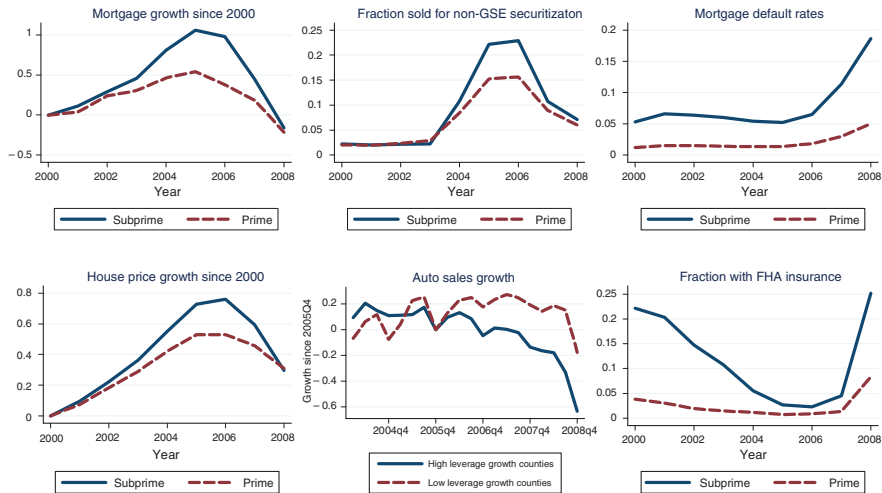 Mortgage growth since 2000
1
0.5
0
−0.5
2000 2002 2004 2006 2008
Year
Subprime Prime
Fraction sold for non-GSE securitizaton
0.25
0.2
0.15
0.1
0.05
0
2000 2002 2004 2006 2008
Year
Subprime Prime
Mortgage default rates
0.2
0.15
0.1
0.05
0
2000 2002 2004 2006 2008
Year
Subprime Prime
House price growth since 2000
0.8
0.6
0.4
0.2
0
2000 2002 2004 2006 2008
Year
Subprime Prime
Auto sales growth
Growth since 2005Q4
0.2
0
−0.2
−0.4
−0.6
2004q4 2005q4 2006q4 2007q4 2008q4
High leverage growth counties
Low leverage growth counties
Fraction with FHA insurance
0.25
0.2
0.15
0.1
0.05
0
2000 2002 2004 2006 2008
Year
Subprime Prime